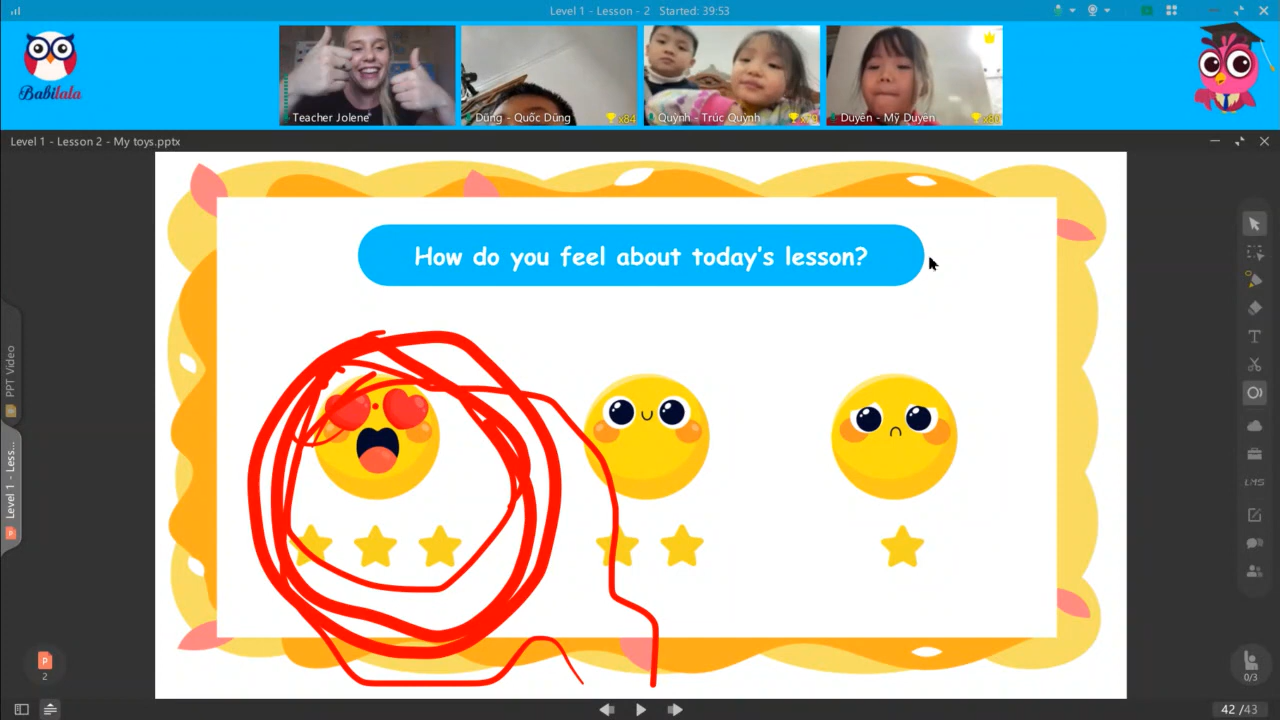 Level 1 - Lesson - 2 Started: 39:53
Babilala
Teacher Jolene
Dũng - Quốc Dũng
x84
Quỳnh - Trúc Quỳnh
Duyên - Mỹ Duyên
Level 1 - Lesson 2 - My toys.pptx
How do you feel about today's lesson?
PPT Video
Level 1 - Less...
LMS
2
0/3
42 /43